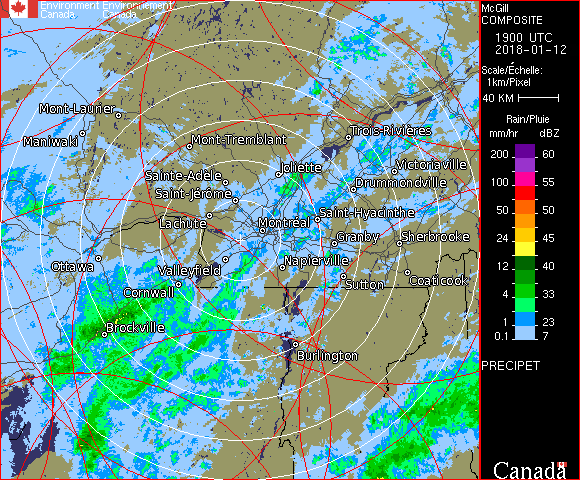 Environment Environnement
Canada Canada
McGill
COMPOSITE
1900 UTC
2018-01-12
Scale/Échelle:
1km/Pixel
40 KM
Rain/Pluie
mm/hr dBZ
200 60
100 55
50 50
24 45
12 40
4 33
1 23
0.1 7
PRECIPET
Canada
Mont-Laurier
Maniwaki
Mont-Tremblant
Trois-Rivières
Victoriaville
Joliette
Sainte-Adèle
Drummondville
Saint-Jérôme
Saint-Hyacinthe
Lachute
Montréal
Granby
Sherbrooke
Ottawa
Valleyfield
Napierville
Coaticook
Sutton
Cornwall
Brockville
Burlington